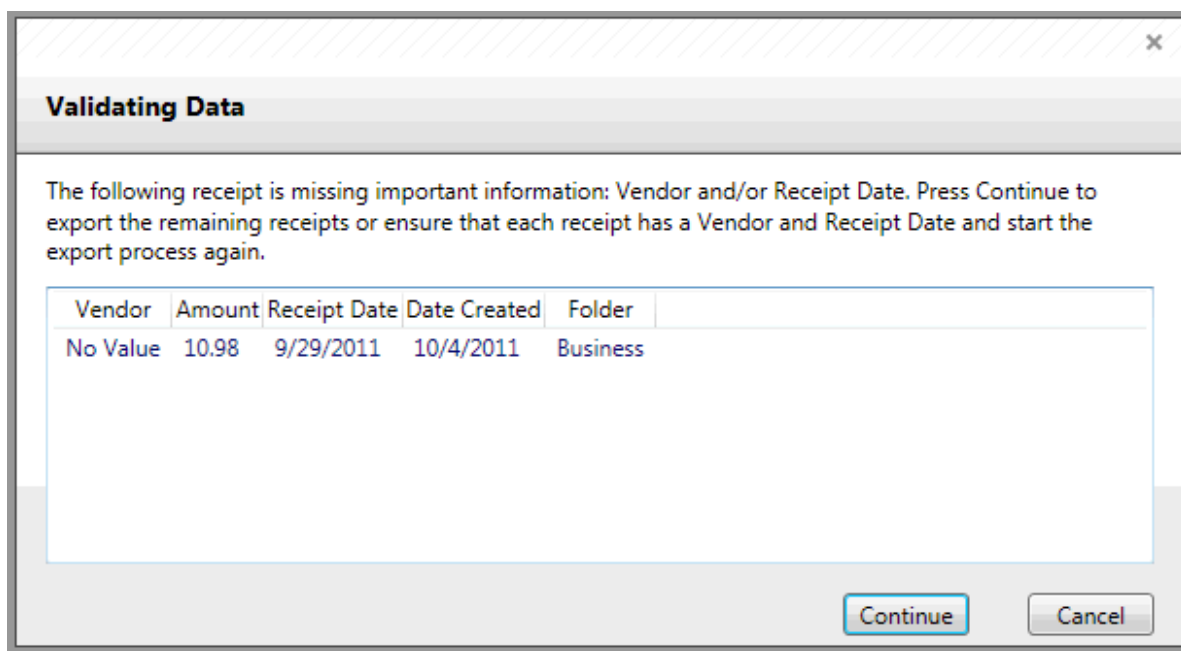 Validating Data
The following receipt is missing important information: Vendor and/or Receipt Date. Press Continue to
export the remaining receipts or ensure that each receipt has a Vendor and Receipt Date and start the
export process again.
Vendor Amount Receipt Date Date Created Folder
No Value 10.98 9/29/2011 10/4/2011 Business
Continue Cancel